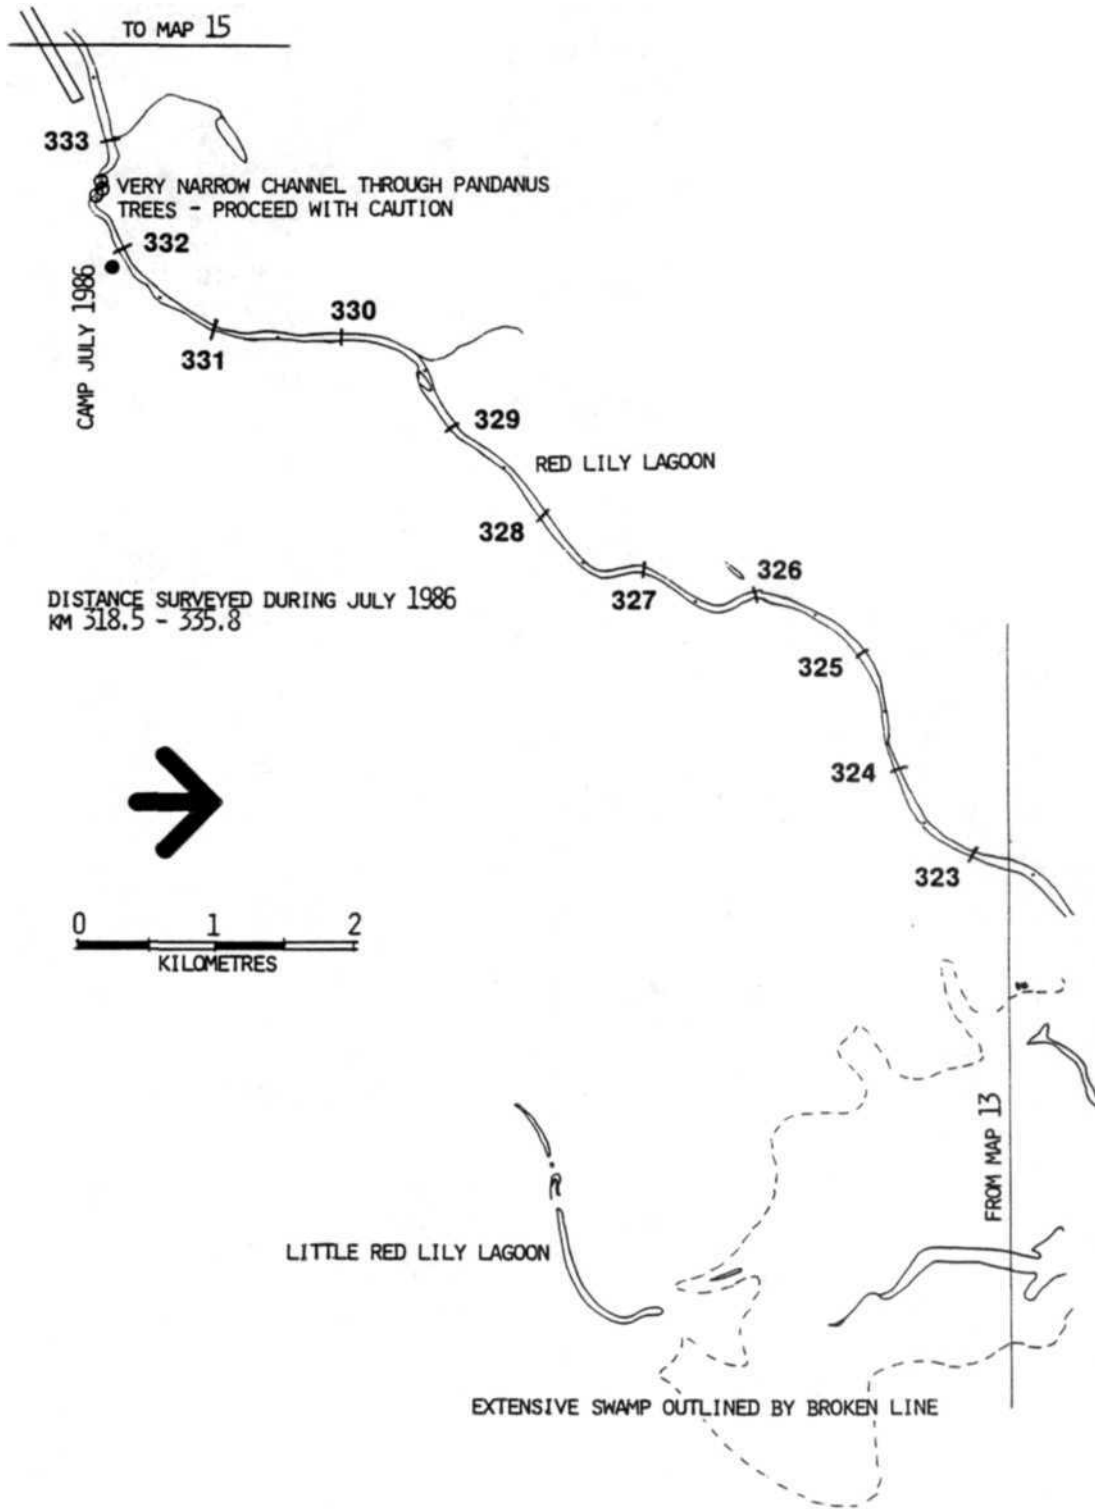 TO MAP 15
333
VERY NARROW CHANNEL THROUGH PANDANUS
TREES - PROCEED WITH CAUTION
332
CAMP JULY 1986
330
331
329
RED LILY LAGOON
328
326
327
DISTANCE SURVEYED DURING JULY 1986
KM 318.5 - 335.8
325
324
323
0 1 2
KILOMETRES
FROM MAP 13
LITTLE RED LILY LAGOON
EXTENSIVE SWAMP OUTLINED BY BROKEN LINE